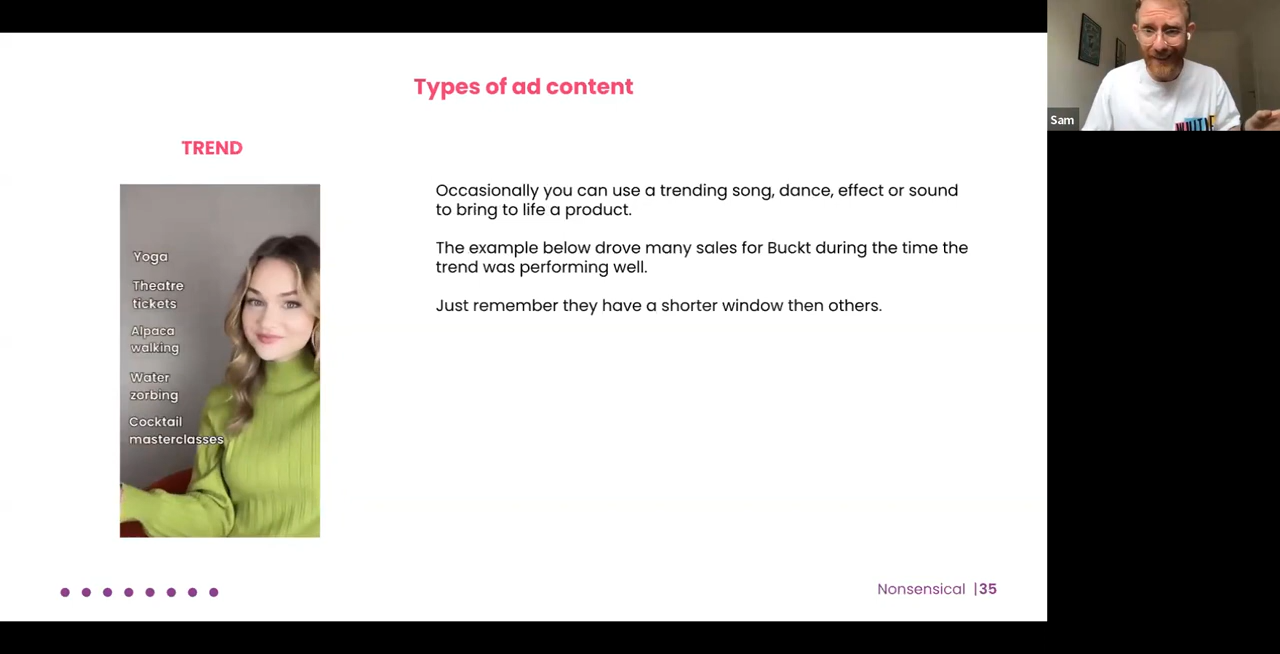 Types of ad content
TREND
Yoga
Theatre
tickets
Alpaca
walking
Water
zorbing
Cocktail
masterclasses
Occasionally you can use a trending song, dance, effect or sound
to bring to life a product.
The example below drove many sales for Buckt during the time the
trend was performing well.
Just remember they have a shorter window then others.
Nonsensical |35
Sam